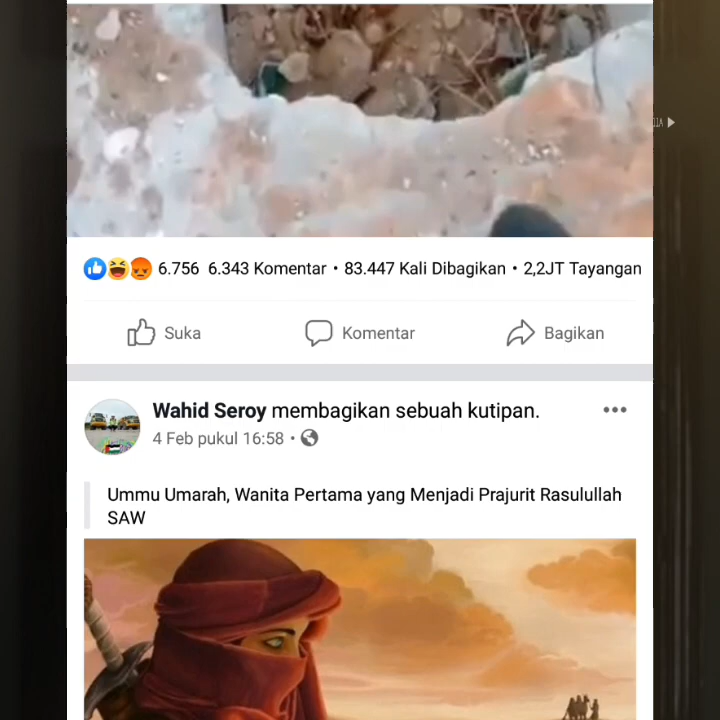 6.756 6.343 Komentar • 83.447 Kali Dibagikan • 2,2JT Tayangan
Suka Komentar Bagikan
Wahid Seroy membagikan sebuah kutipan.
4 Feb pukul 16:58 •
Ummu Umarah, Wanita Pertama yang Menjadi Prajurit Rasulullah
SAW